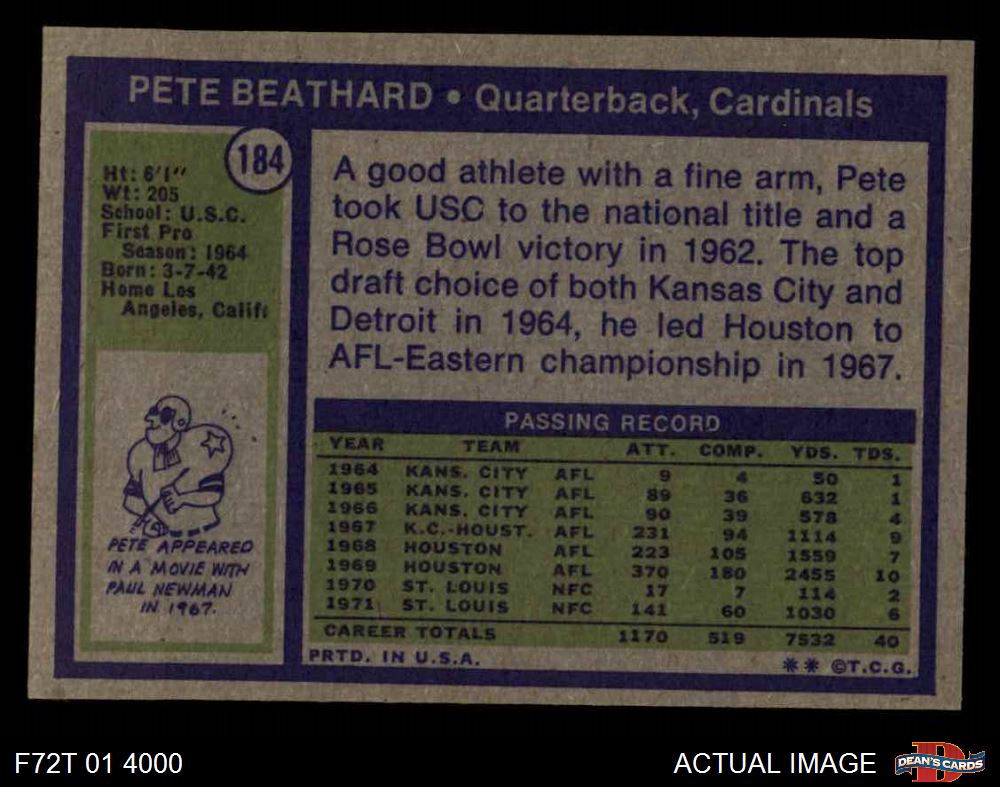 PETE BEATHARD • Quarterback, Cardinals
184
Ht: 6'1"
Wt: 205
School: U.S.C.
First Pro
Season: 1964
Born: 3-7-42
Home Los
Angeles, Calif:
A good athlete with a fine arm, Pete
took USC to the national title and a
Rose Bowl victory in 1962. The top
draft choice of both Kansas City and
Detroit in 1964, he led Houston to
AFL-Eastern championship in 1967.
PETE APPEARED
IN A MOVIE WITH
PAUL NEWMAN
IN 1967.
PASSING RECORD
YEAR TEAM ATT. COMP. YDS. TDS.
1964 KANS. CITY AFL 9 4 50 1
1965 KANS. CITY AFL 89 36 632 1
1966 KANS. CITY AFL 90 39 578 4
1967 K.C.-HOUST. AFL 231 94 1114 9
1968 HOUSTON AFL 223 105 1559 7
1969 HOUSTON AFL 370 180 2455 10
1970 ST. LOUIS NFC 17 7 114 2
1971 ST. LOUIS NFC 141 60 1030 6
CAREER TOTALS 1170 519 7532 40
PRTD. IN U.S.A. ** ©T.C.G.
F72T 01 4000 ACTUAL IMAGE
D
DEAN'S CARDS